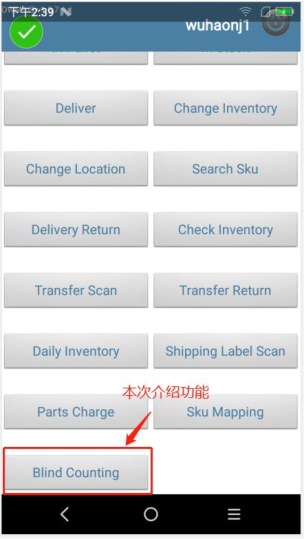 下午2:39
wuhaonj1
Deliver
Change Inventory
Change Location
Search Sku
Delivery Return
Check Inventory
Transfer Scan
Transfer Return
Daily Inventory
Shipping Label Scan
本次介绍功能
Parts Charge
Sku Mapping
Blind Counting